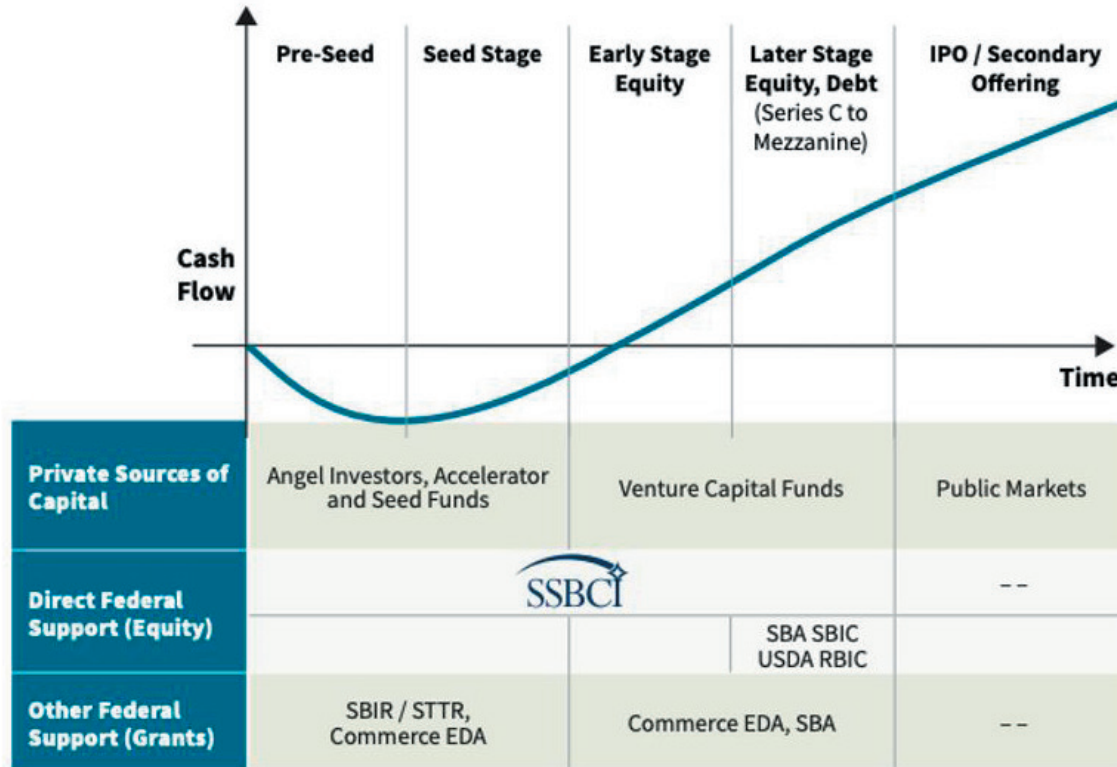 Pre-Seed
Seed Stage
Early Stage
Equity
Later Stage
Equity, Debt
(Series C to
Mezzanine)
IPO / Secondary
Offering
Cash
Flow
Time
Private Sources of
Capital
Angel Investors, Accelerator
and Seed Funds
Venture Capital Funds
Public Markets
Direct Federal
Support (Equity)
SSBCI
--
SBA SBIC
USDA RBIC
Other Federal
Support (Grants)
SBIR / STTR,
Commerce EDA
Commerce EDA, SBA
--